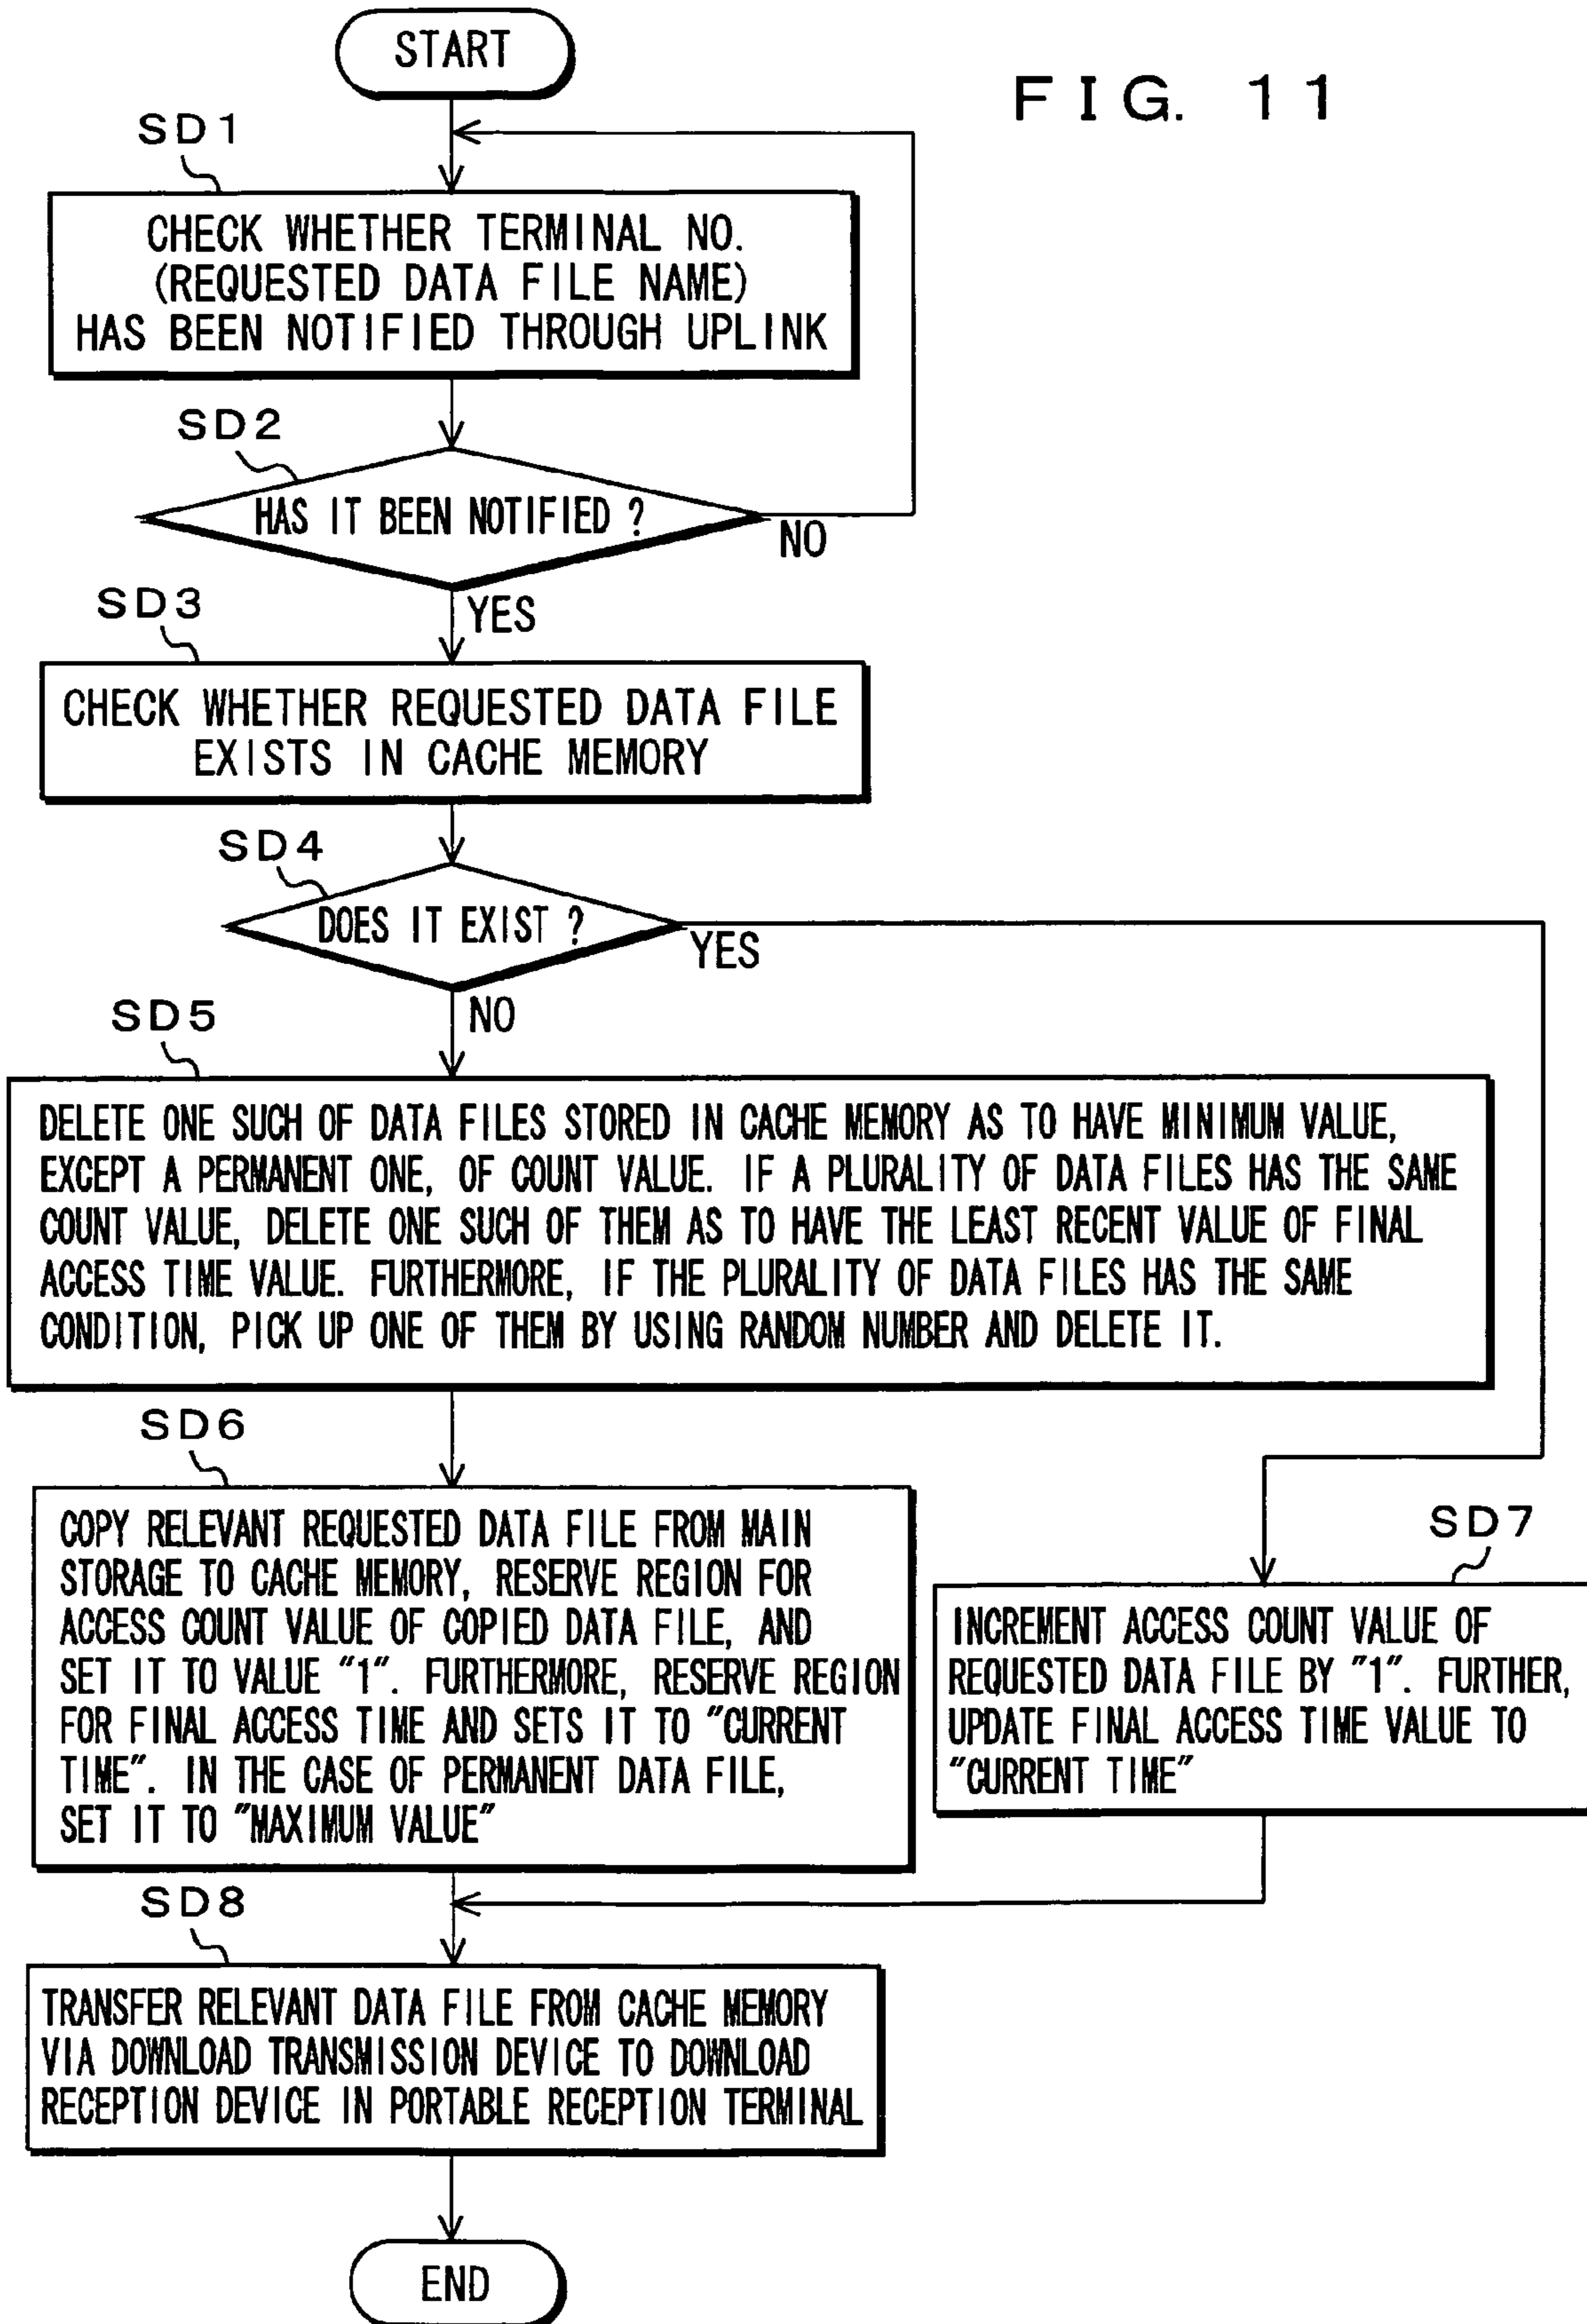 START
FIG. 11
SD1
CHECK WHETHER TERMINAL NO.
(REQUESTED DATA FILE NAME)
HAS BEEN NOTIFIED THROUGH UPLINK
SD2
HAS IT BEEN NOTIFIED ?
NO
YES
SD3
CHECK WHETHER REQUESTED DATA FILE
EXISTS IN CACHE MEMORY
SD4
DOES IT EXIST ?
YES
NO
SD5
DELETE ONE SUCH OF DATA FILES STORED IN CACHE MEMORY AS TO HAVE MINIMUM VALUE,
EXCEPT A PERMANENT ONE, OF COUNT VALUE. IF A PLURALITY OF DATA FILES HAS THE SAME
COUNT VALUE, DELETE ONE SUCH OF THEM AS TO HAVE THE LEAST RECENT VALUE OF FINAL
ACCESS TIME VALUE. FURTHERMORE, IF THE PLURALITY OF DATA FILES HAS THE SAME
CONDITION, PICK UP ONE OF THEM BY USING RANDOM NUMBER AND DELETE IT.
SD6
COPY RELEVANT REQUESTED DATA FILE FROM MAIN
STORAGE TO CACHE MEMORY, RESERVE REGION FOR
ACCESS COUNT VALUE OF COPIED DATA FILE, AND
SET IT TO VALUE "1". FURTHERMORE, RESERVE REGION
FOR FINAL ACCESS TIME AND SETS IT TO "CURRENT
TIME". IN THE CASE OF PERMANENT DATA FILE,
SET IT TO "MAXIMUM VALUE"
SD7
INCREMENT ACCESS COUNT VALUE OF
REQUESTED DATA FILE BY "1". FURTHER,
UPDATE FINAL ACCESS TIME VALUE TO
"CURRENT TIME"
SD8
TRANSFER RELEVANT DATA FILE FROM CACHE MEMORY
VIA DOWNLOAD TRANSMISSION DEVICE TO DOWNLOAD
RECEPTION DEVICE IN PORTABLE RECEPTION TERMINAL
END